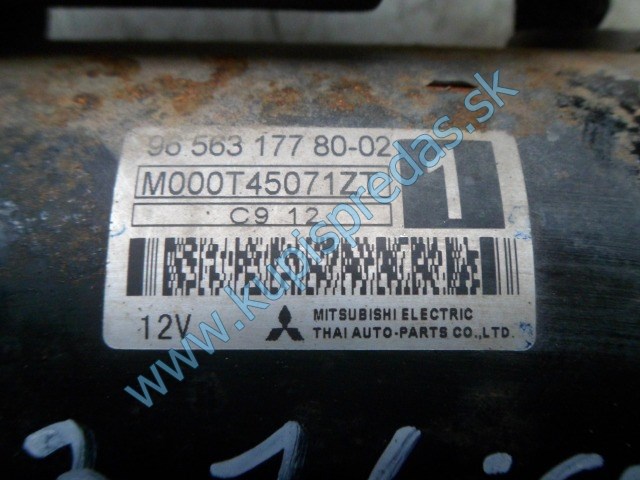 96 563 177 80-02
M000T45071ZT
1
C9 12
12V
MITSUBISHI ELECTRIC
THAI AUTO-PARTS CO.,LTD.
www.kupispredas.sk